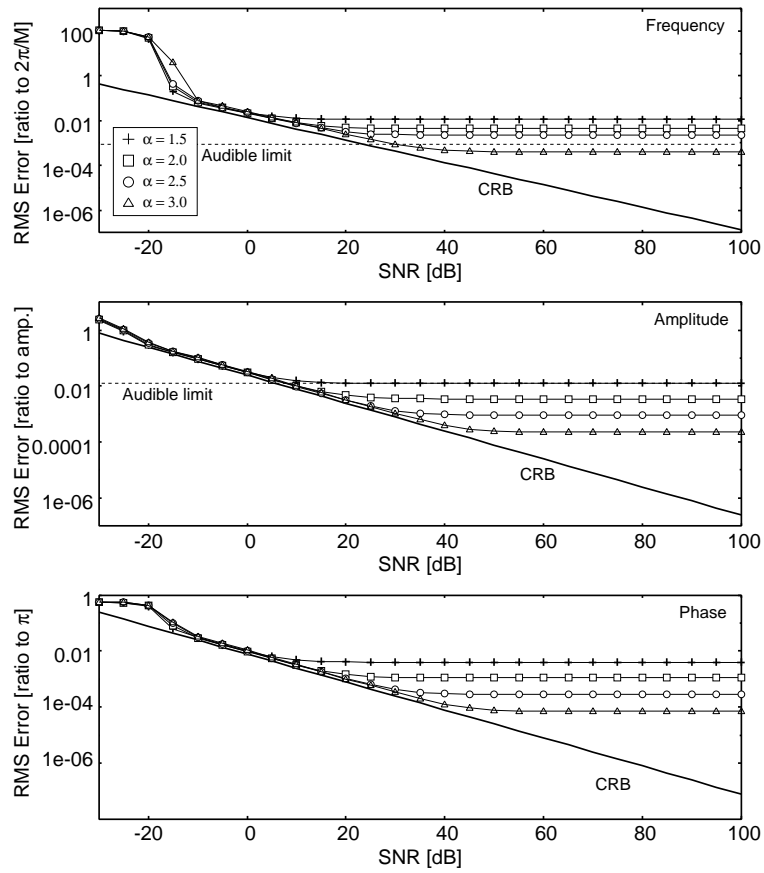 Frequency
RMS Error [ratio to 2π/M]
100
1
0.01
0.0001
1e-06
α = 1.5
α = 2.0
α = 2.5
α = 3.0
Audible limit
CRB
-20 0 20 40 60 80 100
SNR [dB]
Amplitude
RMS Error [ratio to amp.]
1
0.01
0.0001
1e-06
Audible limit
CRB
-20 0 20 40 60 80 100
SNR [dB]
Phase
RMS Error [ratio to π]
1
0.01
1e-04
1e-06
CRB
-20 0 20 40 60 80 100
SNR [dB]